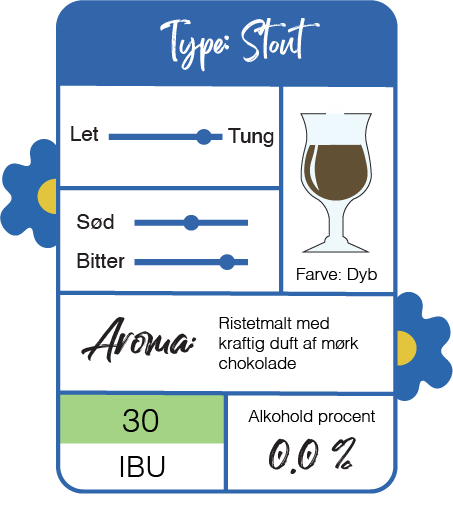 Type: Stout
Let
Tung
Sød
Bitter
Farve: Dyb
Aroma:
Ristetmalt med
kraftig duft af mørk
chokolade
30
IBU
Alkohold procent
0.0 %